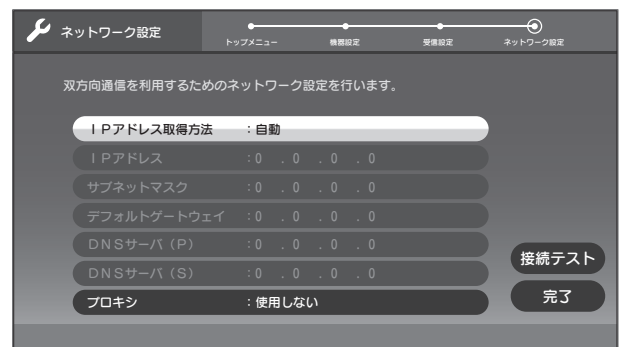 ネットワーク設定
トップメニュー 機器設定 受信設定 ネットワーク設定
双方向通信を利用するためのネットワーク設定を行います。
ＩＰアドレス取得方法 ：自動
ＩＰアドレス ：0 . 0 . 0 . 0
サブネットマスク ：0 . 0 . 0 . 0
デフォルトゲートウェイ ：0 . 0 . 0 . 0
ＤＮＳサーバ（Ｐ） ：0 . 0 . 0 . 0
ＤＮＳサーバ（Ｓ） ：0 . 0 . 0 . 0
接続テスト
プロキシ ：使用しない
完了